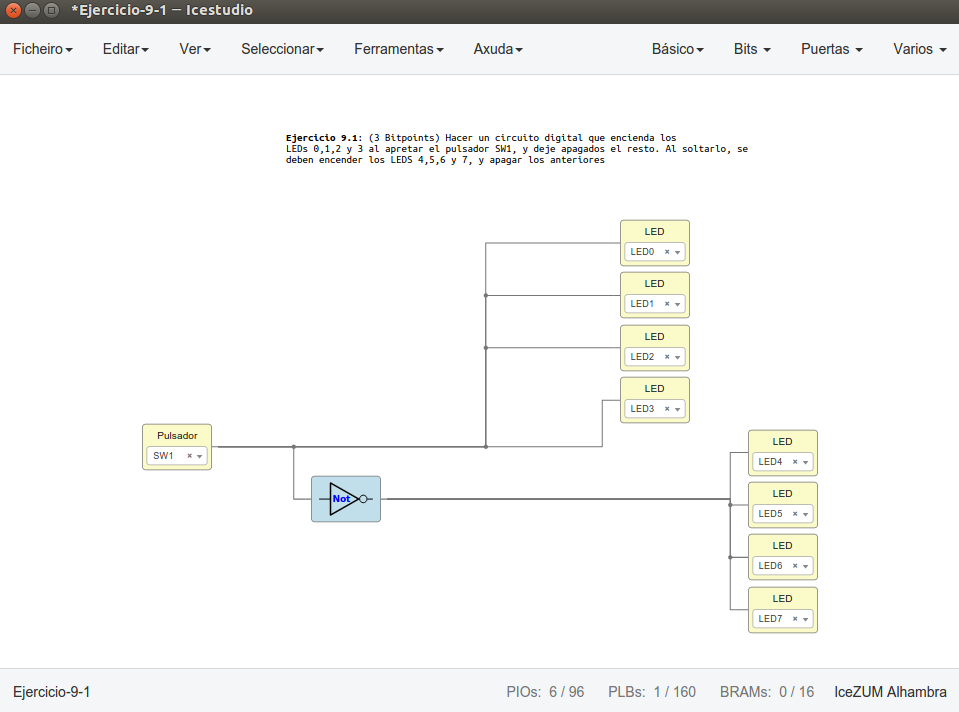 *Ejercicio-9-1 — Icestudio
Ficheiro Editar Ver Seleccionar Ferramentas Axuda Básico Bits Puertas Varios
Ejercicio 9.1: (3 Bitpoints) Hacer un circuito digital que encienda los
LEDs 0,1,2 y 3 al apretar el pulsador SW1, y deje apagados el resto. Al soltarlo, se
deben encender los LEDS 4,5,6 y 7, y apagar los anteriores
LED
LED0
LED
LED1
LED
LED2
LED
LED3
Pulsador
SW1
Not
LED
LED4
LED
LED5
LED
LED6
LED
LED7
Ejercicio-9-1 PIOs: 6 / 96 PLBs: 1 / 160 BRAMs: 0 / 16 IceZUM Alhambra